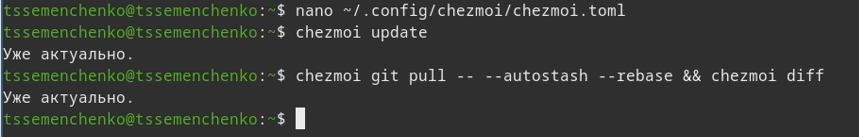 tssemenchenko@tssemenchenko:~$ nano ~/.config/chezmoi/chezmoi.toml
tssemenchenko@tssemenchenko:~$ chezmoi update
Уже актуально.
tssemenchenko@tssemenchenko:~$ chezmoi git pull -- --autostash --rebase && chezmoi diff
Уже актуально.
tssemenchenko@tssemenchenko:~$